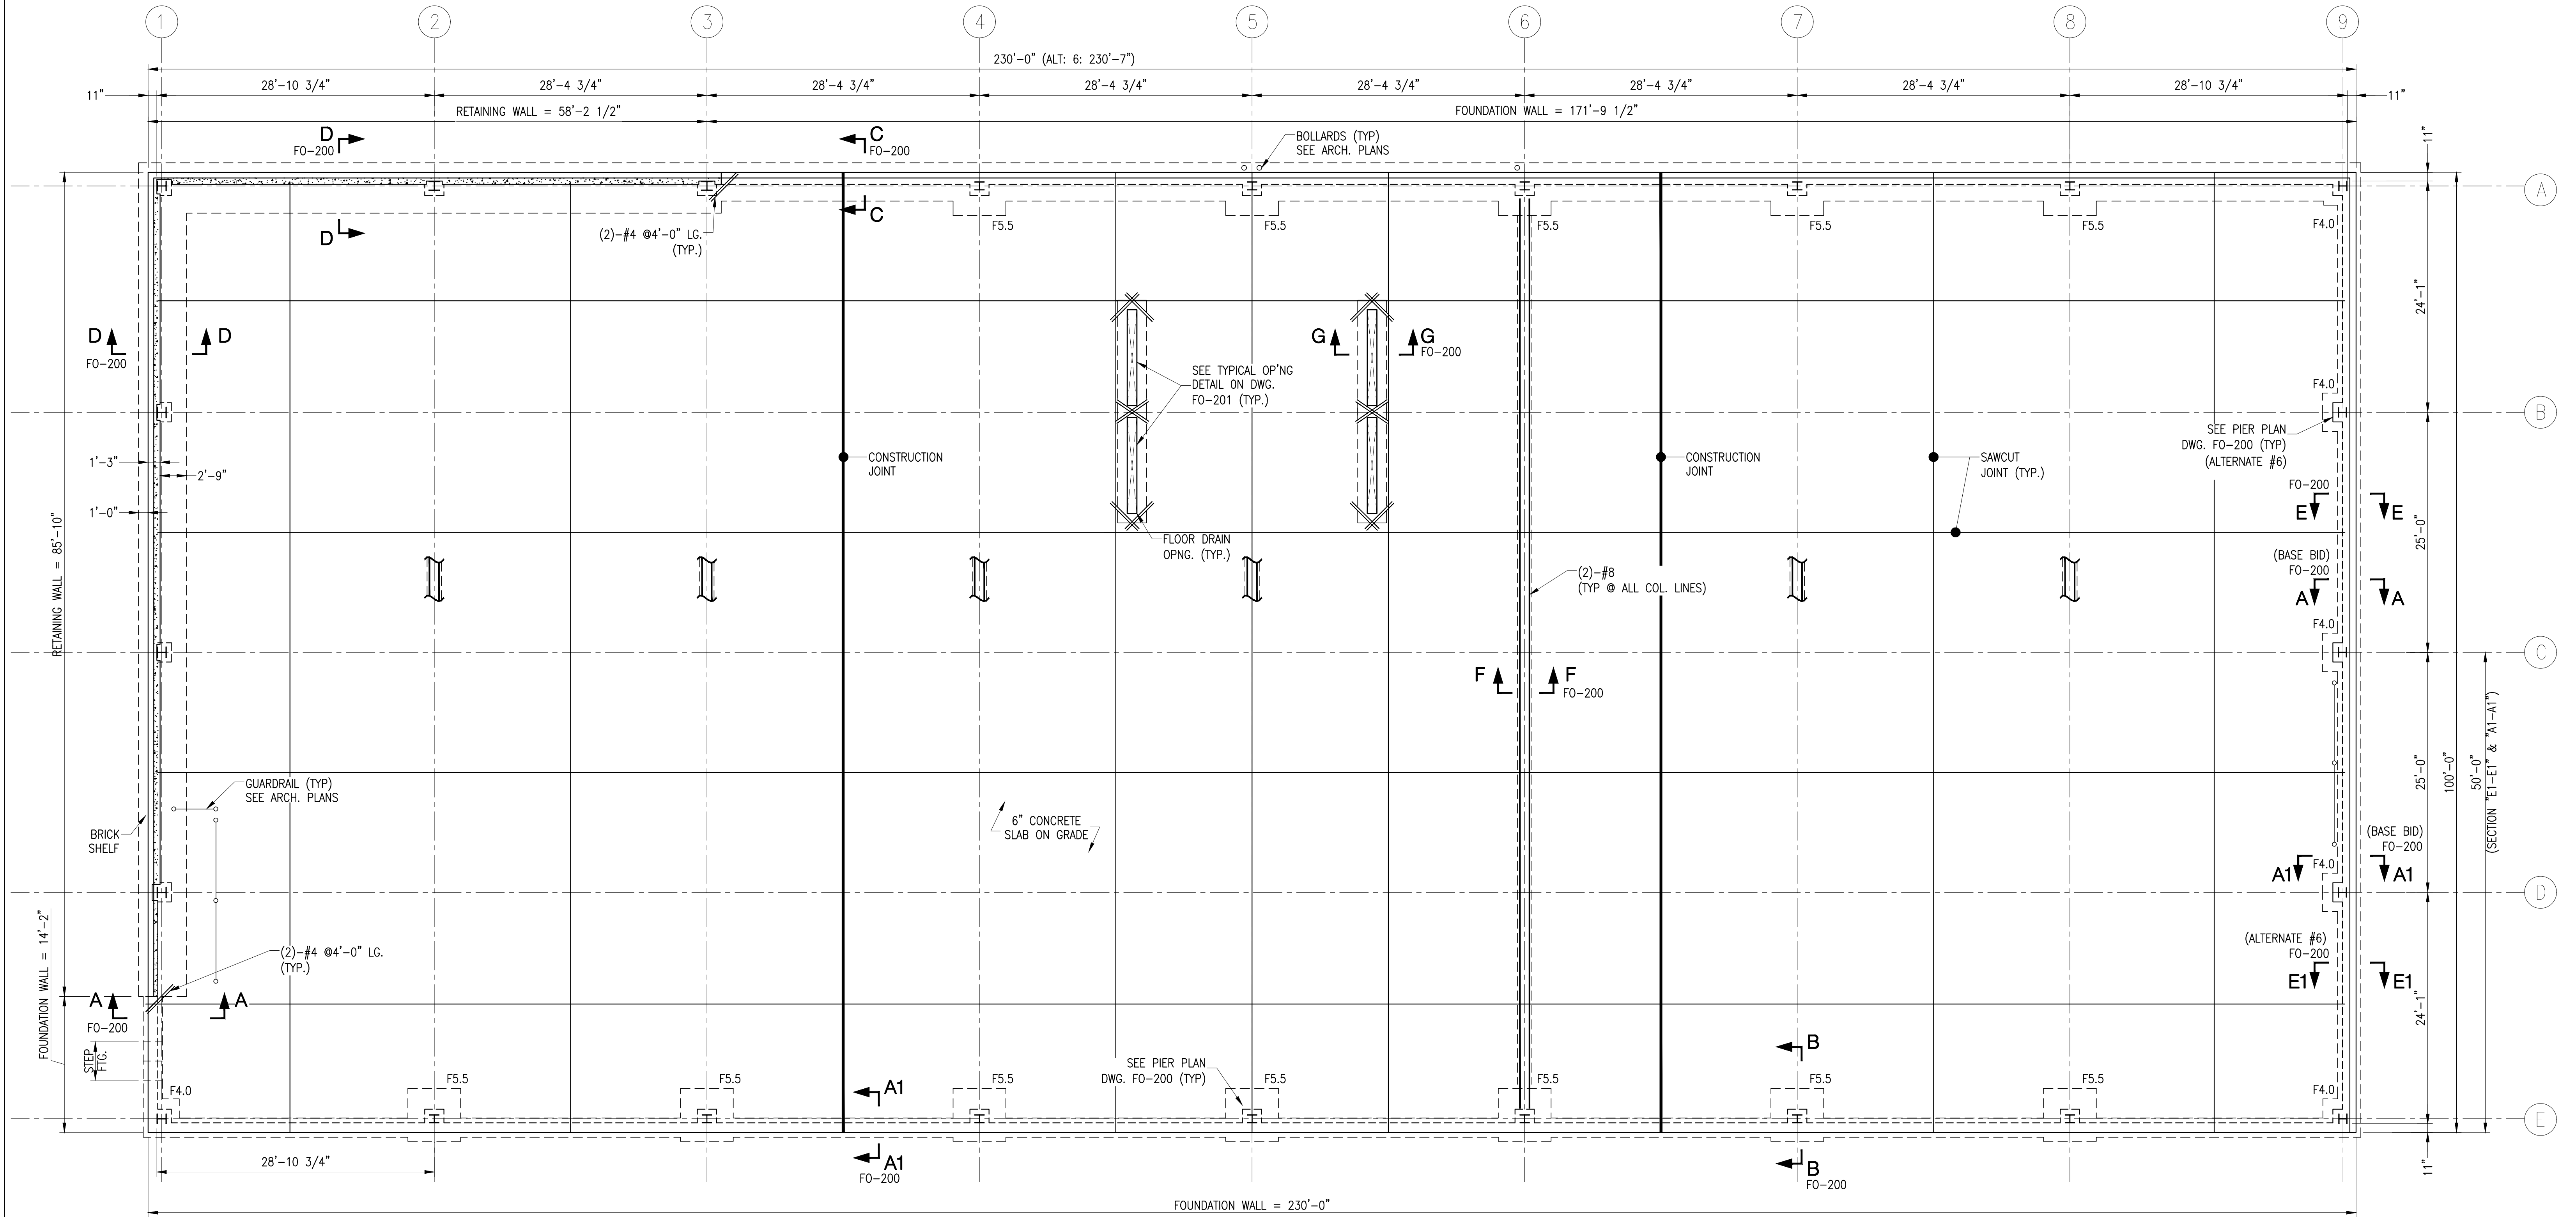 1 2 3 4 5 6 7 8 9
230'-0" (ALT: 6: 230'-7")
11" 28'-10 3/4" 28'-4 3/4" 28'-4 3/4" 28'-4 3/4" 28'-4 3/4" 28'-4 3/4" 28'-4 3/4" 28'-10 3/4" 11"
RETAINING WALL = 58'-2 1/2"
FOUNDATION WALL = 171'-9 1/2"
D
FO-200
C
FO-200
BOLLARDS (TYP)
SEE ARCH. PLANS
11"
A
D
C
(2)-#4 @4'-0" LG.
(TYP.)
F5.5
F5.5
F5.5
F5.5
F5.5
F4.0
24'-1"
D D
FO-200
G G
FO-200
SEE TYPICAL OP'NG
DETAIL ON DWG.
FO-201 (TYP.)
F4.0
B
SEE PIER PLAN
DWG. FO-200 (TYP)
(ALTERNATE #6)
1'-3"
2'-9"
1'-0"
CONSTRUCTION
JOINT
CONSTRUCTION
JOINT
SAWCUT
JOINT (TYP.)
FO-200
E E
25'-0"
FLOOR DRAIN
OPNG. (TYP.)
(BASE BID)
FO-200
A A
(2)-#8
(TYP @ ALL COL. LINES)
RETAINING WALL = 85'-10"
F4.0
C
F F
FO-200
GUARDRAIL (TYP)
SEE ARCH. PLANS
BRICK
SHELF
6" CONCRETE
SLAB ON GRADE
25'-0"
100'-0"
50'-0"
(SECTION "E1-E1" & "A1-A1")
(BASE BID)
FO-200
F4.0
A1 A1
D
(2)-#4 @4'-0" LG.
(TYP.)
(ALTERNATE #6)
FO-200
E1 E1
A A
FO-200
FOUNDATION WALL = 14'-2"
STEP
FTG.
24'-1"
F4.0
F5.5
F5.5
A1
F5.5
SEE PIER PLAN
DWG. FO-200 (TYP)
F5.5
F5.5
B
F5.5
F5.5
F4.0
E
28'-10 3/4"
A1
FO-200
B
FO-200
11"
FOUNDATION WALL = 230'-0"